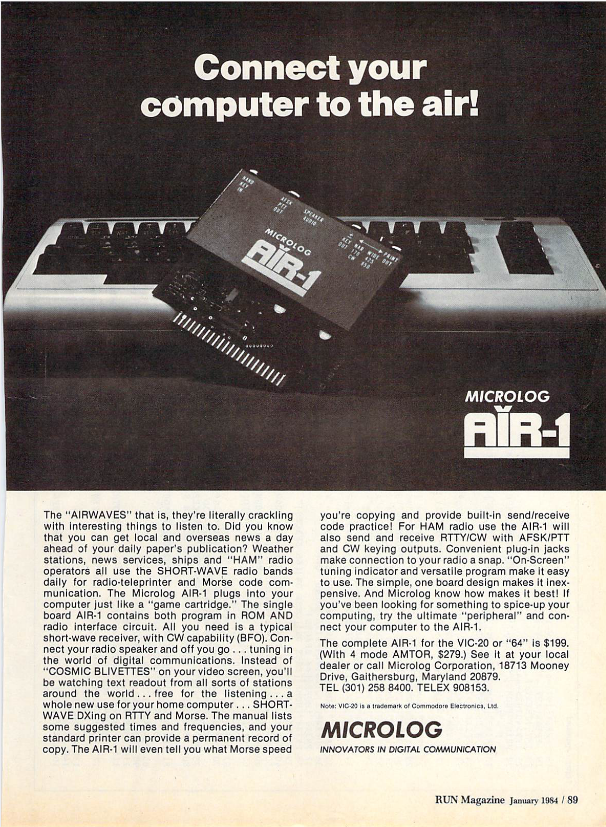 Connect your
computer to the air!
HAND
KEY
IN
AFSK
PTT
OUT
SPEAKER
AUDIO
MICROLOG
AIR-1
KEY NAR WIDE PRINT
OUT 170 425 OUT
CW 850
MICROLOG
AIR-1
The "AIRWAVES" that is, they're literally crackling
with interesting things to listen to. Did you know
that you can get local and overseas news a day
ahead of your daily paper's publication? Weather
stations, news services, ships and "HAM" radio
operators all use the SHORT-WAVE radio bands
daily for radio-teleprinter and Morse code com-
munication. The Microlog AIR-1 plugs into your
computer just like a "game cartridge." The single
board AIR-1 contains both program in ROM AND
radio interface circuit. All you need is a typical
short-wave receiver, with CW capability (BFO). Con-
nect your radio speaker and off you go . . . tuning in
the world of digital communications. Instead of
"COSMIC BLIVETTES" on your video screen, you'll
be watching text readout from all sorts of stations
around the world . . . free for the listening . . . a
whole new use for your home computer . . . SHORT-
WAVE DXing on RTTY and Morse. The manual lists
some suggested times and frequencies, and your
standard printer can provide a permanent record of
copy. The AIR-1 will even tell you what Morse speed
you're copying and provide built-in send/receive
code practice! For HAM radio use the AIR-1 will
also send and receive RTTY/CW with AFSK/PTT
and CW keying outputs. Convenient plug-in jacks
make connection to your radio a snap. "On-Screen"
tuning indicator and versatile program make it easy
to use. The simple, one board design makes it inex-
pensive. And Microlog know how makes it best! If
you've been looking for something to spice-up your
computing, try the ultimate "peripheral" and con-
nect your computer to the AIR-1.
The complete AIR-1 for the VIC-20 or "64" is $199.
(With 4 mode AMTOR, $279.) See it at your local
dealer or call Microlog Corporation, 18713 Mooney
Drive, Gaithersburg, Maryland 20879.
TEL (301) 258 8400. TELEX 908153.
Note: VIC-20 is a trademark of Commodore Electronics, Ltd.
MICROLOG
INNOVATORS IN DIGITAL COMMUNICATION
RUN Magazine January 1984 / 89